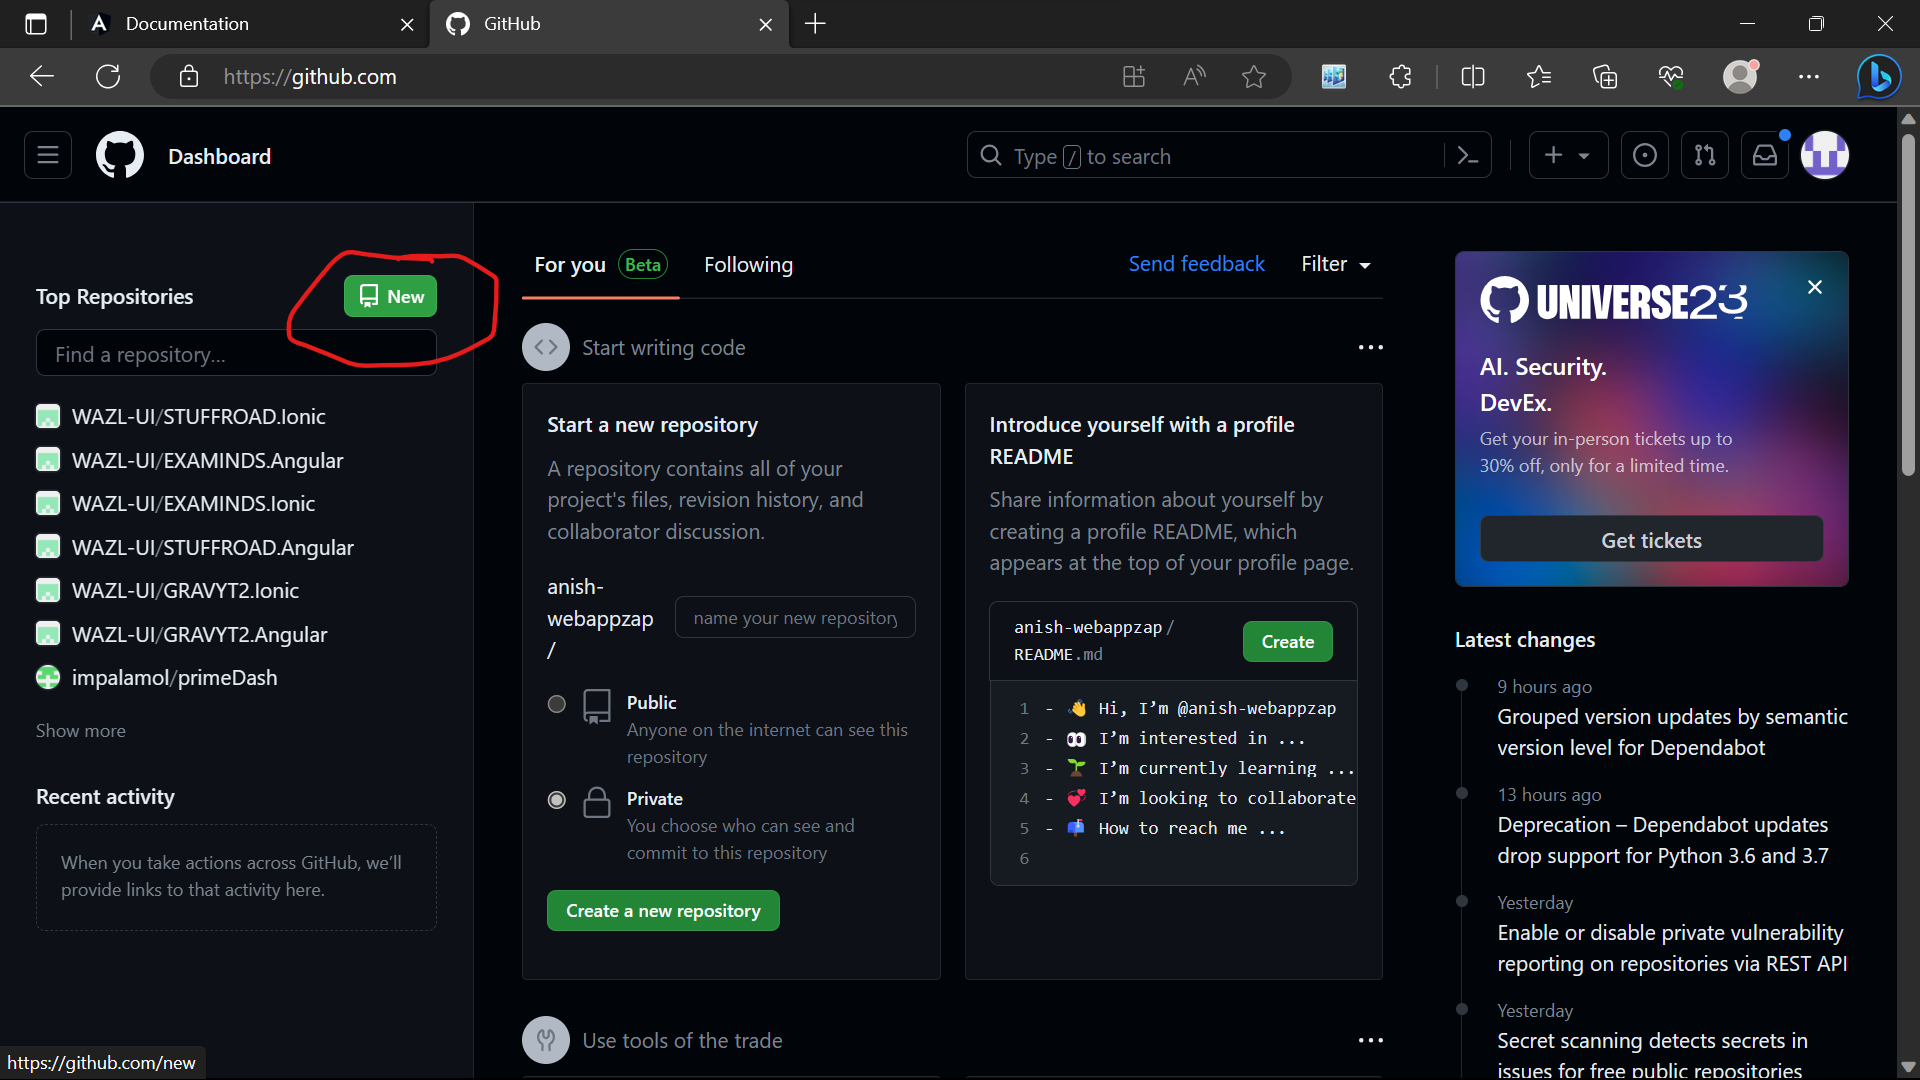 Documentation
GitHub
https://github.com
Dashboard
Type / to search
Top Repositories
New
Find a repository...
WAZL-UI/STUFFROAD.Ionic
WAZL-UI/EXAMINDS.Angular
WAZL-UI/EXAMINDS.Ionic
WAZL-UI/STUFFROAD.Angular
WAZL-UI/GRAVYT2.Ionic
WAZL-UI/GRAVYT2.Angular
impalamol/primeDash
Show more
Recent activity
When you take actions across GitHub, we’ll
provide links to that activity here.
For you Beta
Following
Send feedback
Filter
Start writing code
Start a new repository
A repository contains all of your
project's files, revision history, and
collaborator discussion.
anish-
webappzap
/
name your new repository
Public
Anyone on the internet can see this
repository
Private
You choose who can see and
commit to this repository
Create a new repository
Introduce yourself with a profile
README
Share information about yourself by
creating a profile README, which
appears at the top of your profile page.
anish-webappzap/
README.md
Create
1 - 👋 Hi, I’m @anish-webappzap
2 - 👀 I’m interested in ...
3 - 🌱 I’m currently learning ...
4 - 💞️ I’m looking to collaborate
5 - 📫 How to reach me ...
6
Use tools of the trade
UNIVERSE23
AI. Security.
DevEx.
Get your in-person tickets up to
30% off, only for a limited time.
Get tickets
Latest changes
9 hours ago
Grouped version updates by semantic
version level for Dependabot
13 hours ago
Deprecation – Dependabot updates
drop support for Python 3.6 and 3.7
Yesterday
Enable or disable private vulnerability
reporting on repositories via REST API
Yesterday
Secret scanning detects secrets in
issues for free public repositories
https://github.com/new